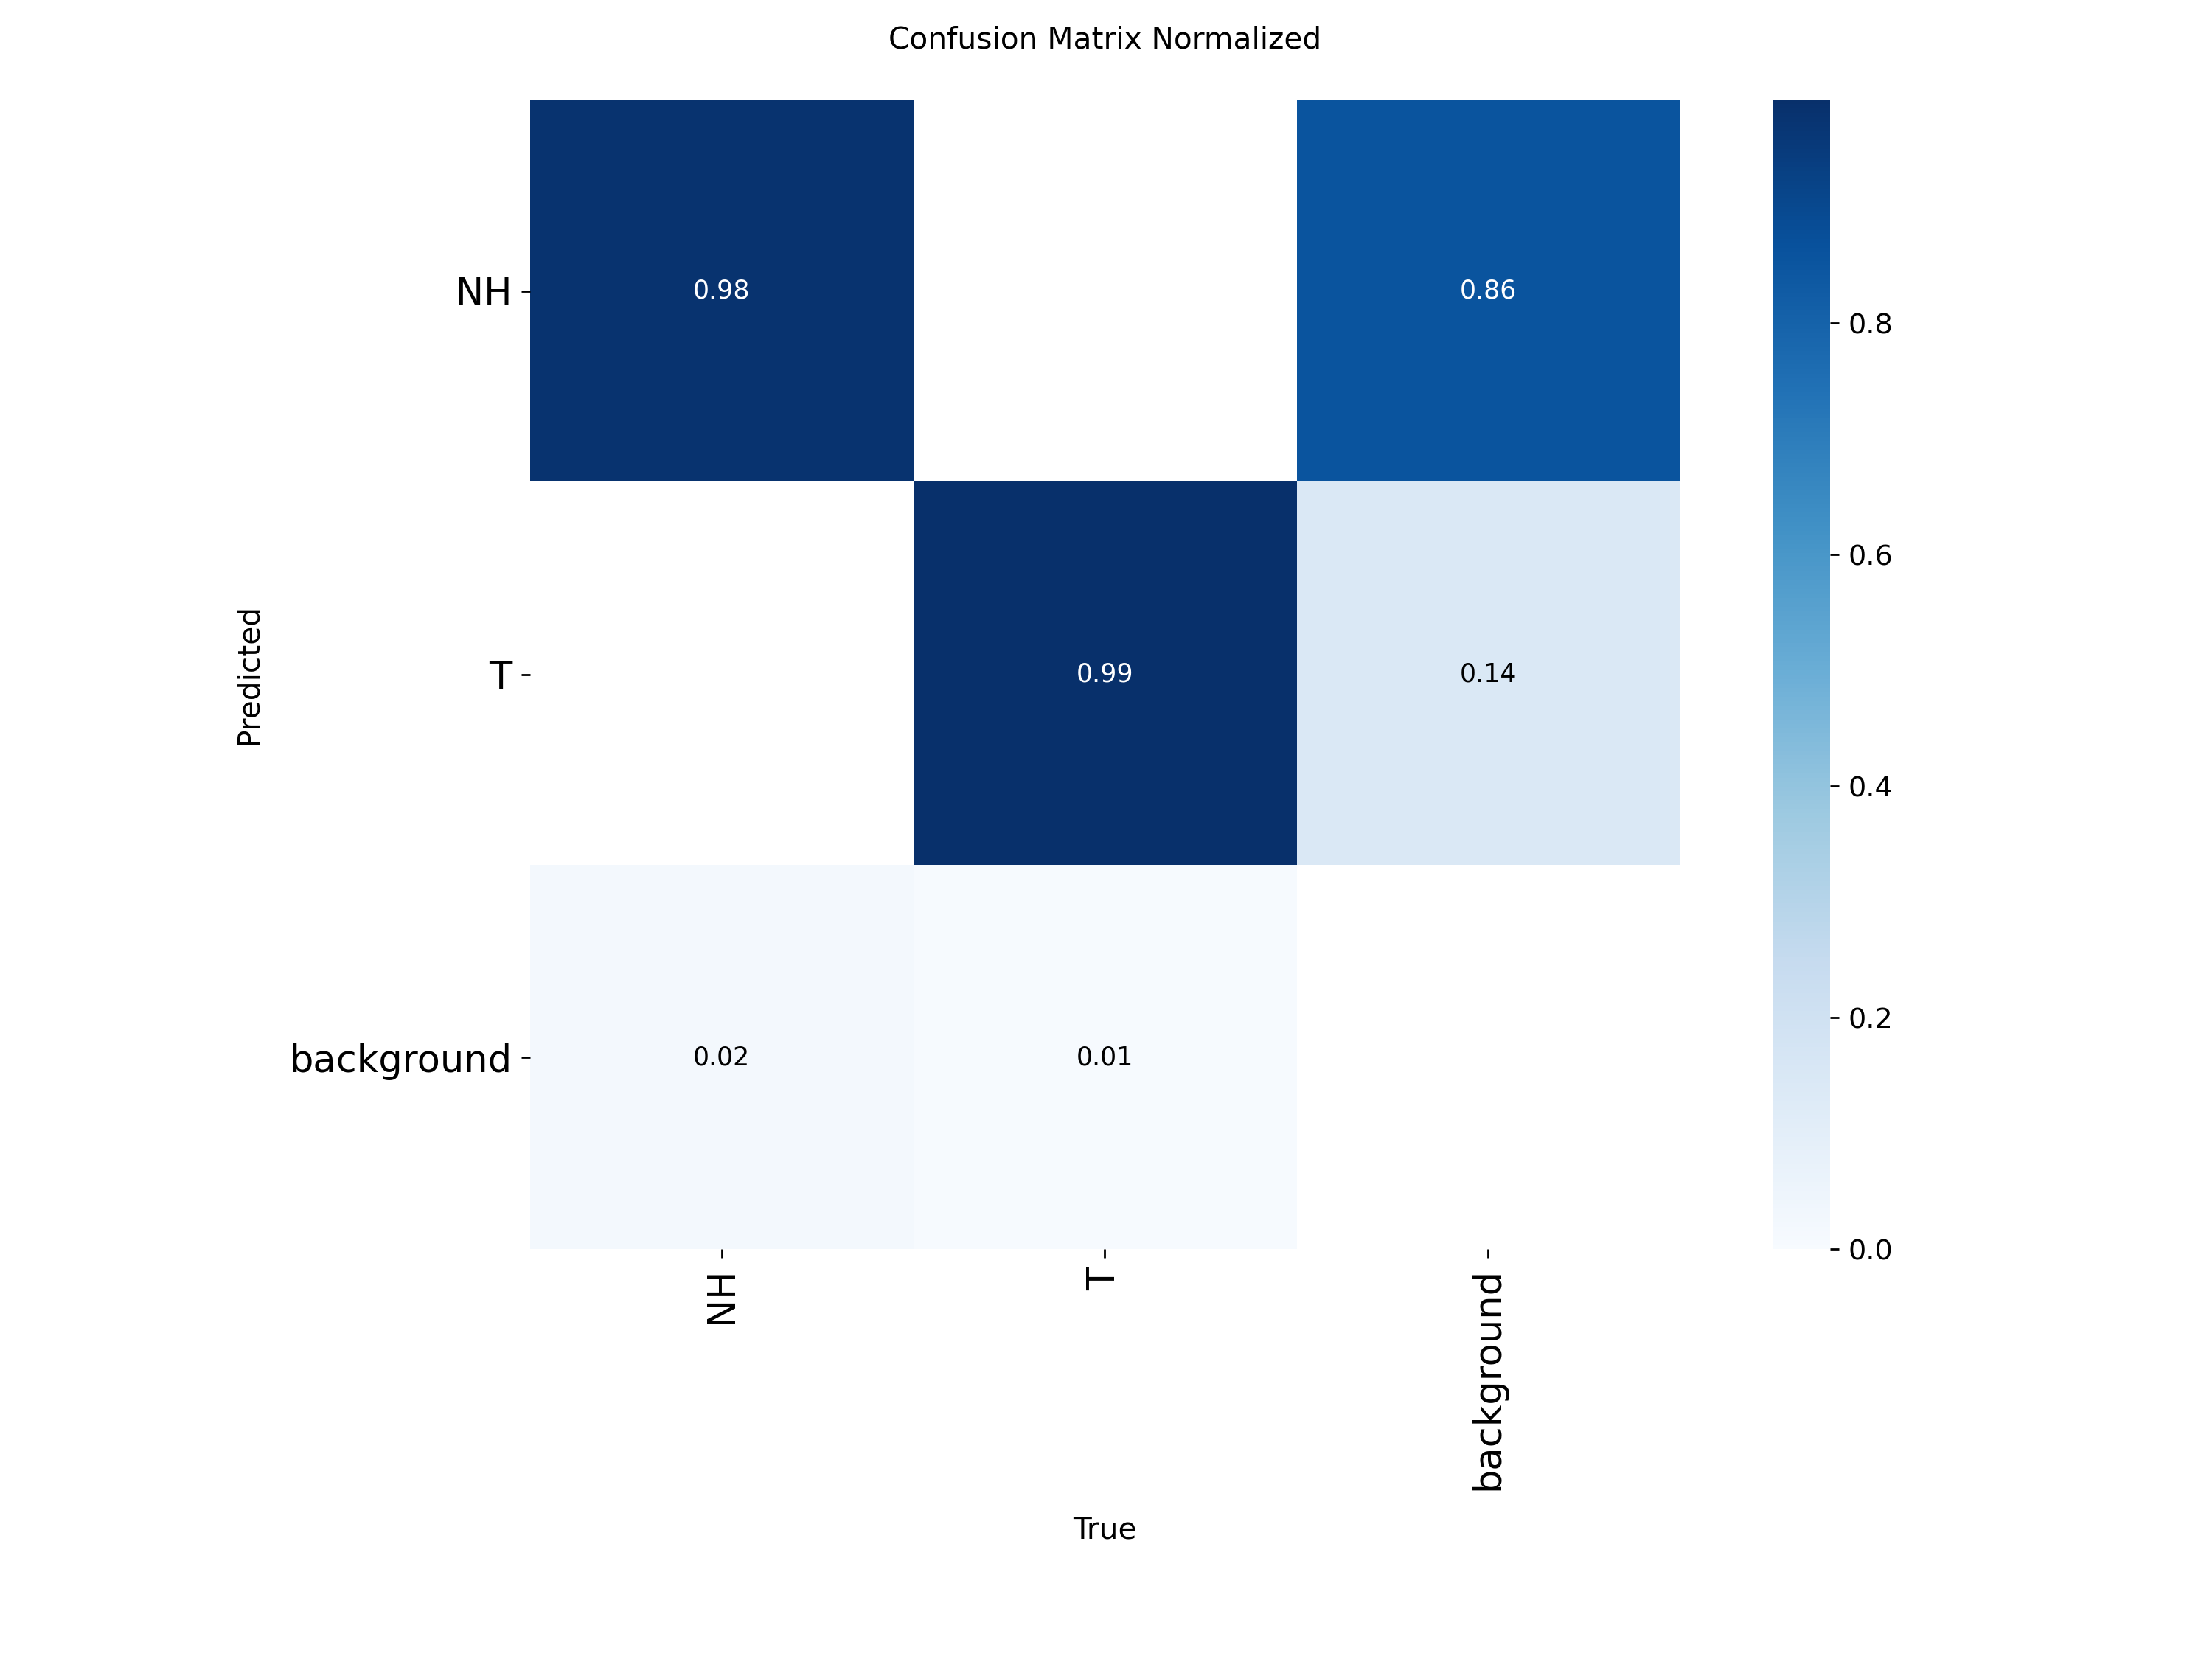 Confusion Matrix Normalized
NH
0.98
0.86
0.8
Predicted
T
0.99
0.14
0.6
0.4
background
0.02
0.01
0.2
0.0
NH
T
background
True